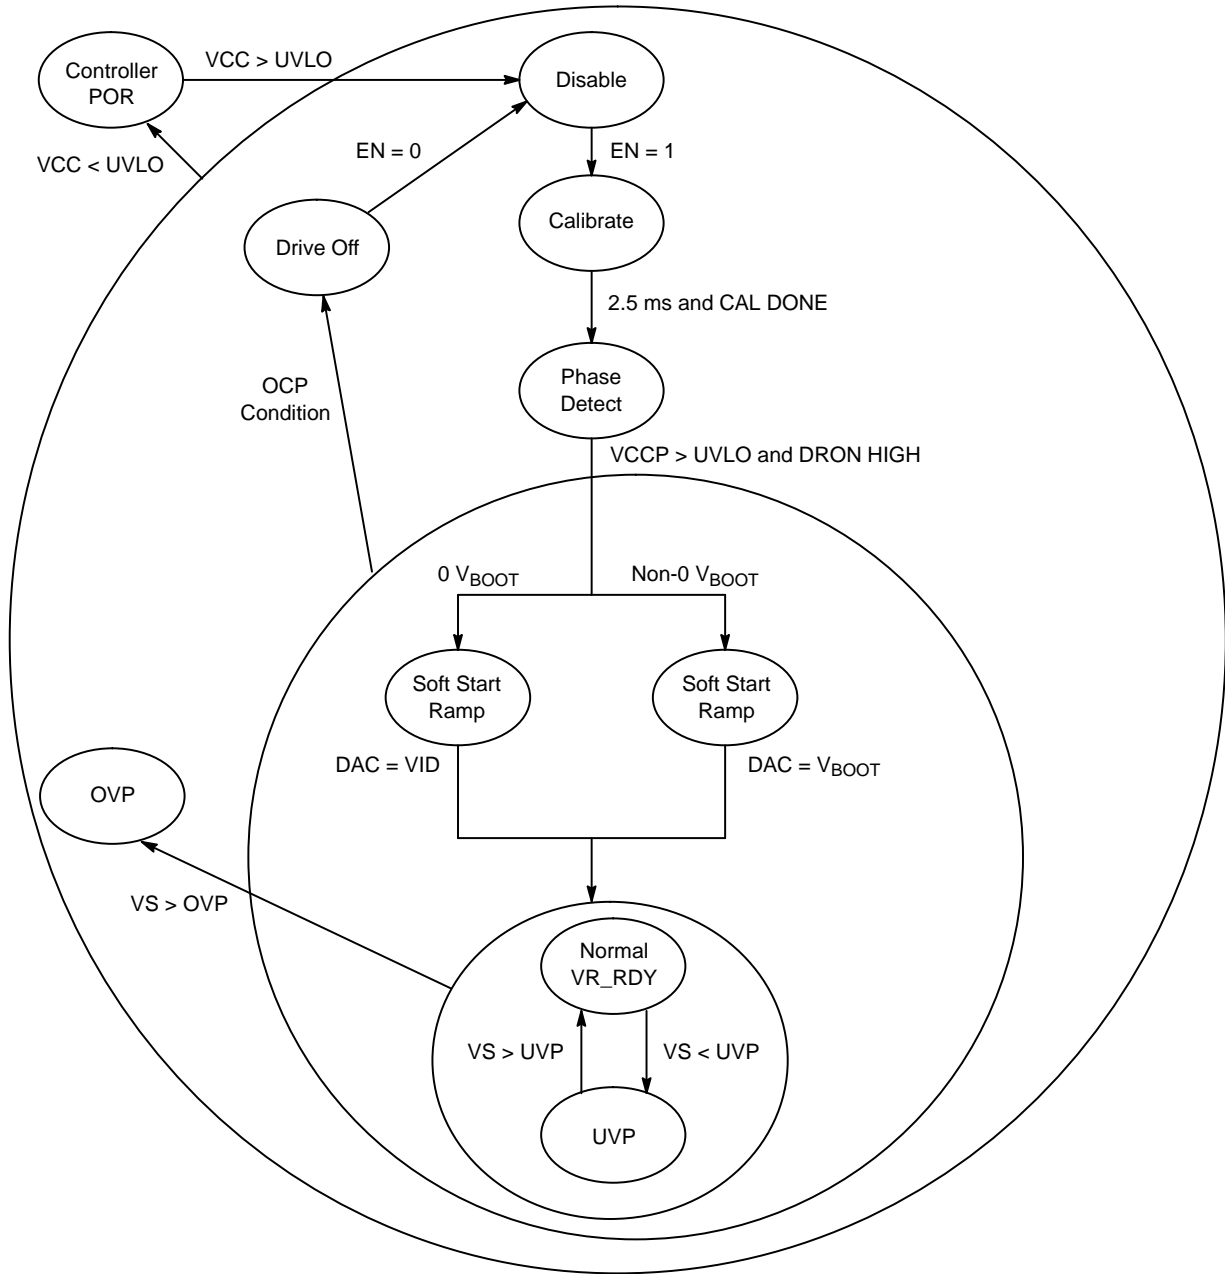 Controller
POR
VCC > UVLO
Disable
VCC < UVLO
EN = 0
EN = 1
Drive Off
Calibrate
2.5 ms and CAL DONE
Phase
Detect
OCP
Condition
VCCP > UVLO and DRON HIGH
0 VBOOT
Non-0 VBOOT
Soft Start
Ramp
Soft Start
Ramp
DAC = VID
DAC = VBOOT
OVP
VS > OVP
Normal
VR_RDY
VS > UVP
VS < UVP
UVP